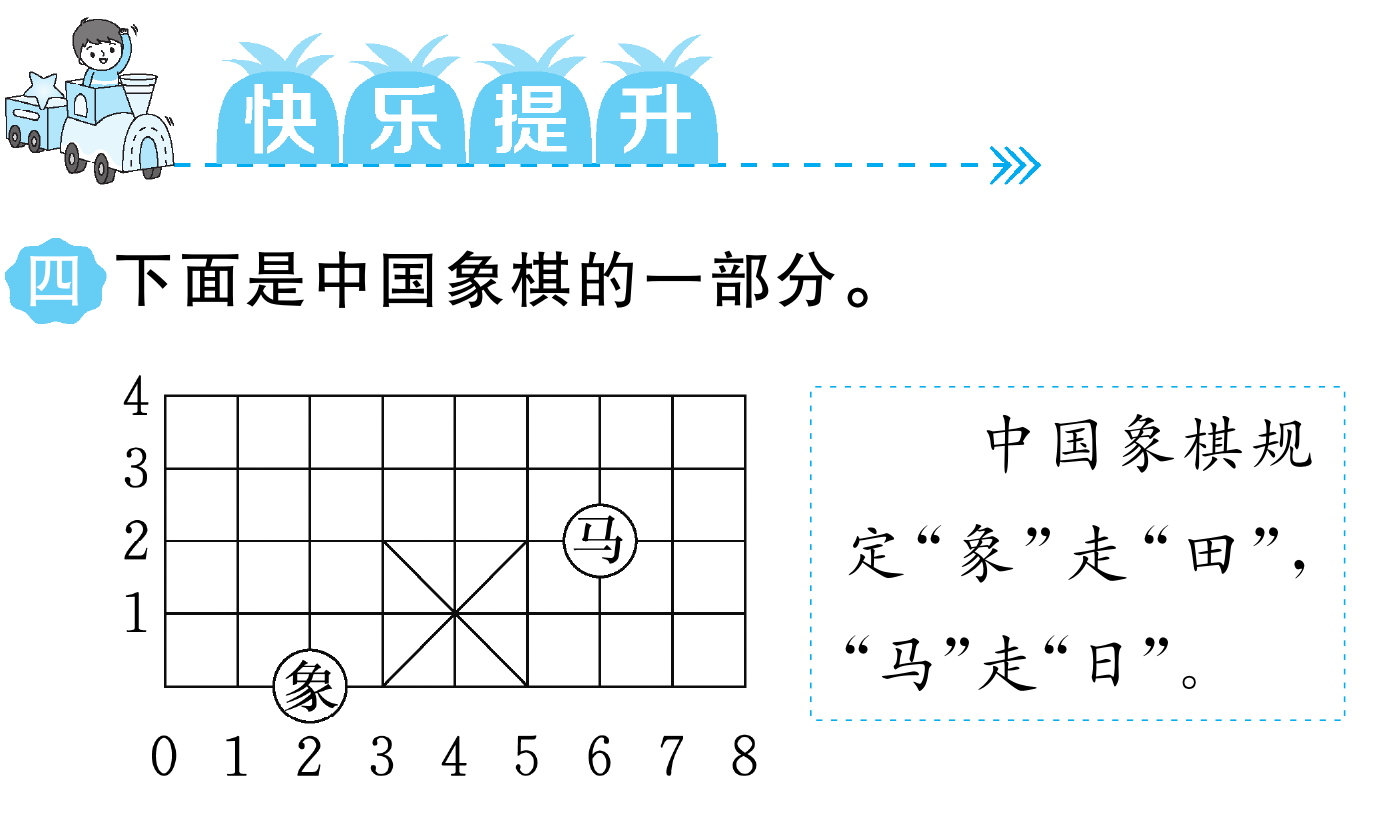 快乐提升
四 下面是中国象棋的一部分。
4
3
2
马
1
象
0 1 2 3 4 5 6 7 8
中国象棋规
定“象”走“田”，
“马”走“日”。